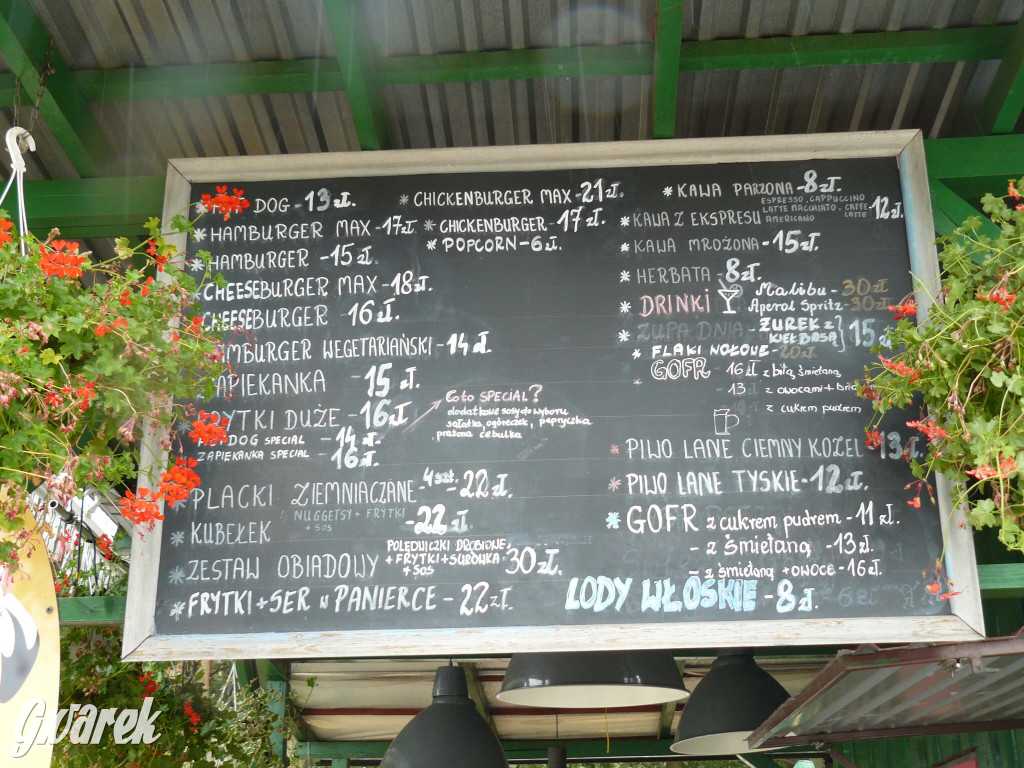 DOG - 13 zł.
HAMBURGER MAX - 17 zł.
HAMBURGER - 15 zł.
CHEESEBURGER MAX - 18 zł.
CHEESEBURGER 16 zł.
HAMBURGER WEGETARIAŃSKI - 14 zł.
ZAPIEKANKA 15 zł.
FRYTKI DUŻE - 16 zł
DOG SPECIAL - 14 zł.
ZAPIEKANKA SPECIAL - 16 zł.
Co to SPECIAL?
dodatkowe sosy do wyboru
sałatka, ogóreczek, papryczka
prażona cebulka
PLACKI ZIEMNIACZANE - 4 szt. - 22 zł.
KUBEŁEK NUGGETSY + FRYTKI + SOS - 22 zł.
ZESTAW OBIADOWY POLĘDWICZKI DROBIOWE, + FRYTKI + SURÓWKA + SOS 30 zł.
FRYTKI + SER W PANIERCE - 22 zł
CHICKENBURGER MAX - 21 zł.
CHICKENBURGER - 17 zł.
POPCORN - 6 zł.
KAWA PARZONA - 8 zł.
KAWA Z EKSPRESU ESPRESSO, CAPPUCCINO LATTE MACCHIATO, CAFFE LATTE AMERICANO 12 zł.
KAWA MROŻONA - 15 zł.
HERBATA - 8 zł.
DRINKI Malibu - 30 zł
Aperol Spritz - 30 zł
ZUPA DNIA - ŻUREK Z KIEŁBASĄ } 15 zł
FLAKI WOŁOWE - 20 zł
GOFR 16 zł z bitą śmietaną
13 z owocami + bitą
z cukrem pudrem
PIWO LANE CIEMNY KOZEL 13 zł
PIWO LANE TYSKIE - 12 zł.
GOFR z cukrem pudrem - 11 zł.
- z śmietaną - 13 zł.
- z śmietaną + owoce - 16 zł.
LODY WŁOSKIE - 8 zł.
Gwarek